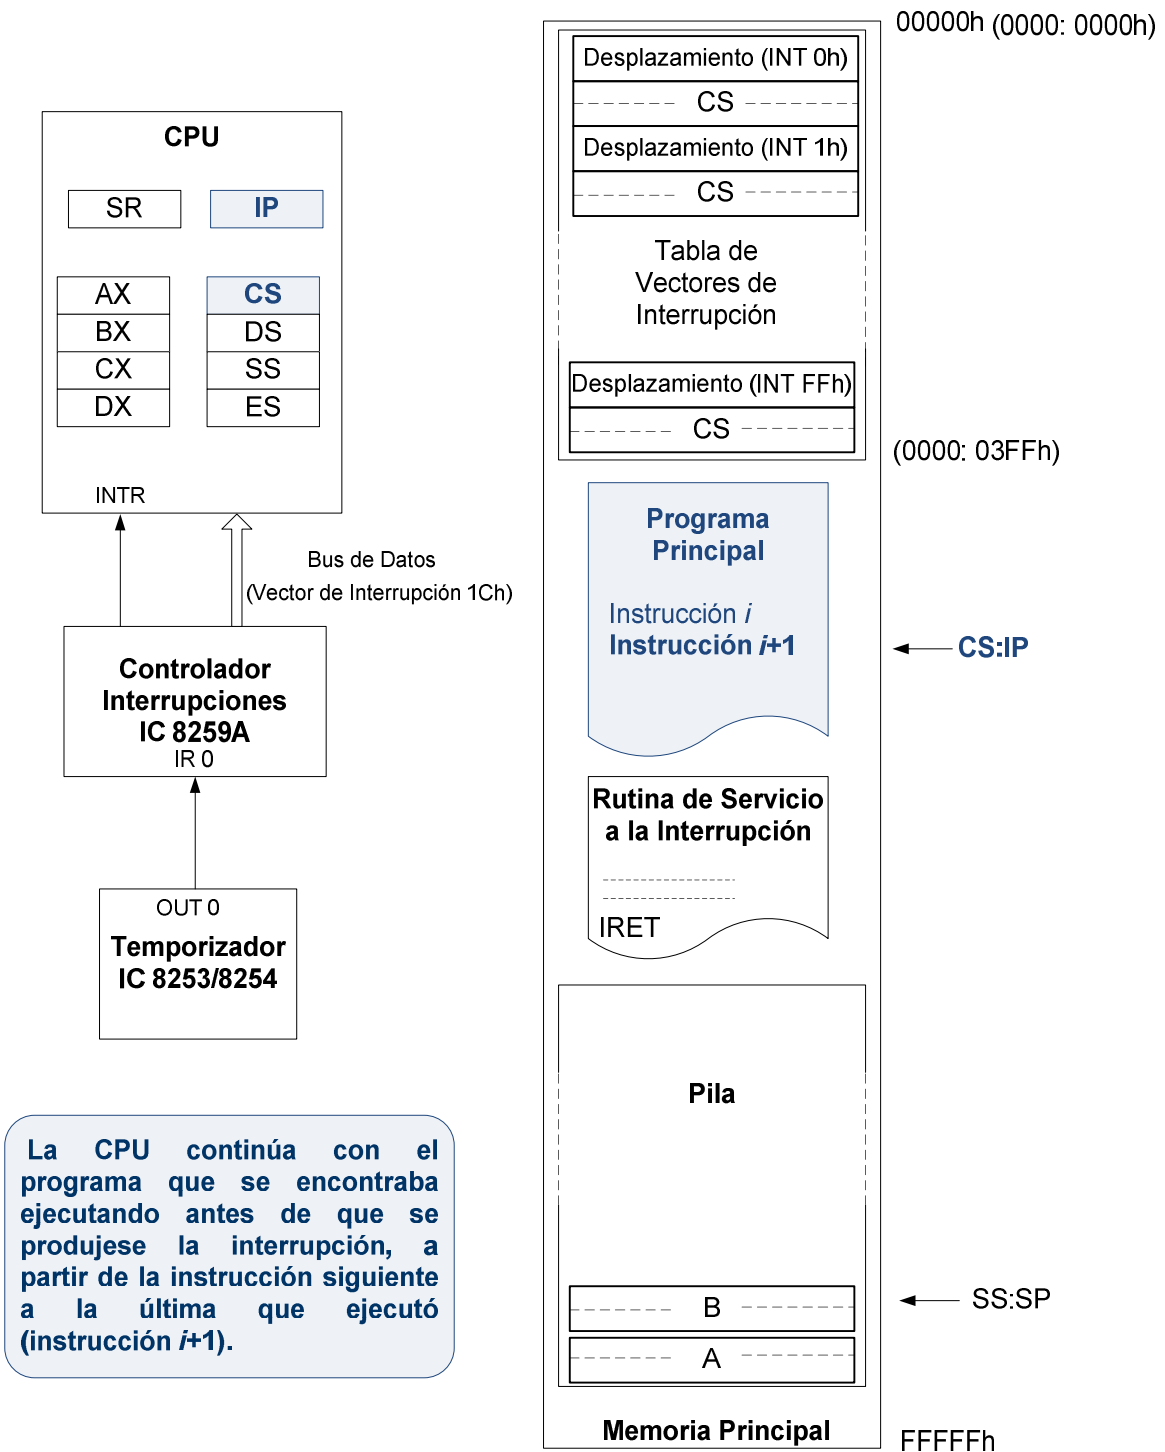 CPU
SR
IP
AX
BX
CX
DX
CS
DS
SS
ES
INTR
Bus de Datos
(Vector de Interrupción 1Ch)
Controlador
Interrupciones
IC 8259A
IR 0
OUT 0
Temporizador
IC 8253/8254
La CPU continúa con el
programa que se encontraba
ejecutando antes de que se
produjese la interrupción, a
partir de la instrucción siguiente
a la última que ejecutó
(instrucción i+1).
00000h (0000: 0000h)
Desplazamiento (INT 0h)
CS
Desplazamiento (INT 1h)
CS
Tabla de
Vectores de
Interrupción
Desplazamiento (INT FFh)
CS
(0000: 03FFh)
Programa
Principal
Instrucción i
Instrucción i+1
CS:IP
Rutina de Servicio
a la Interrupción
IRET
Pila
B
SS:SP
A
Memoria Principal
FFFFFh